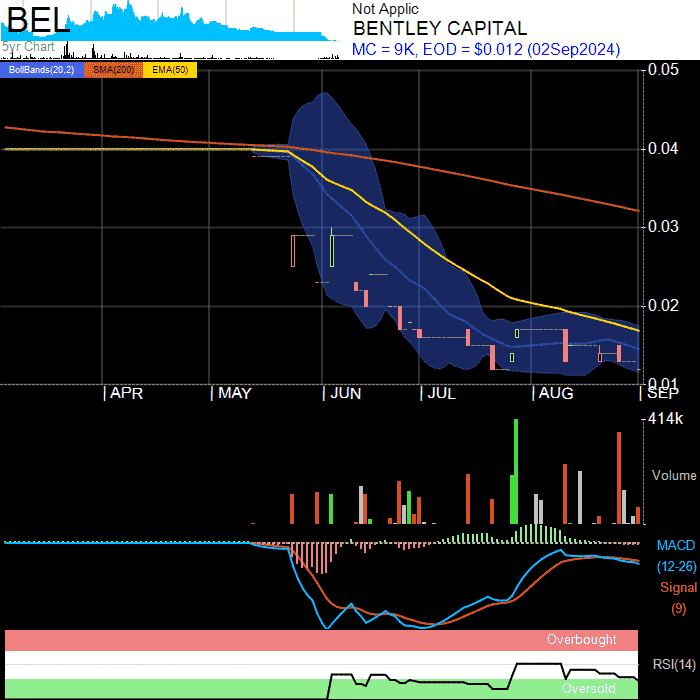 BEL
Not Applic
BENTLEY CAPITAL
5yr Chart
MC = 9K, EOD = $0.012 (02Sep2024)
BollBands(20,2) SMA(200) EMA(50)
0.05
0.04
0.03
0.02
0.01
APR MAY JUN JUL AUG SEP
414k
Volume
MACD
(12-26)
Signal
(9)
Overbought
RSI(14)
Oversold